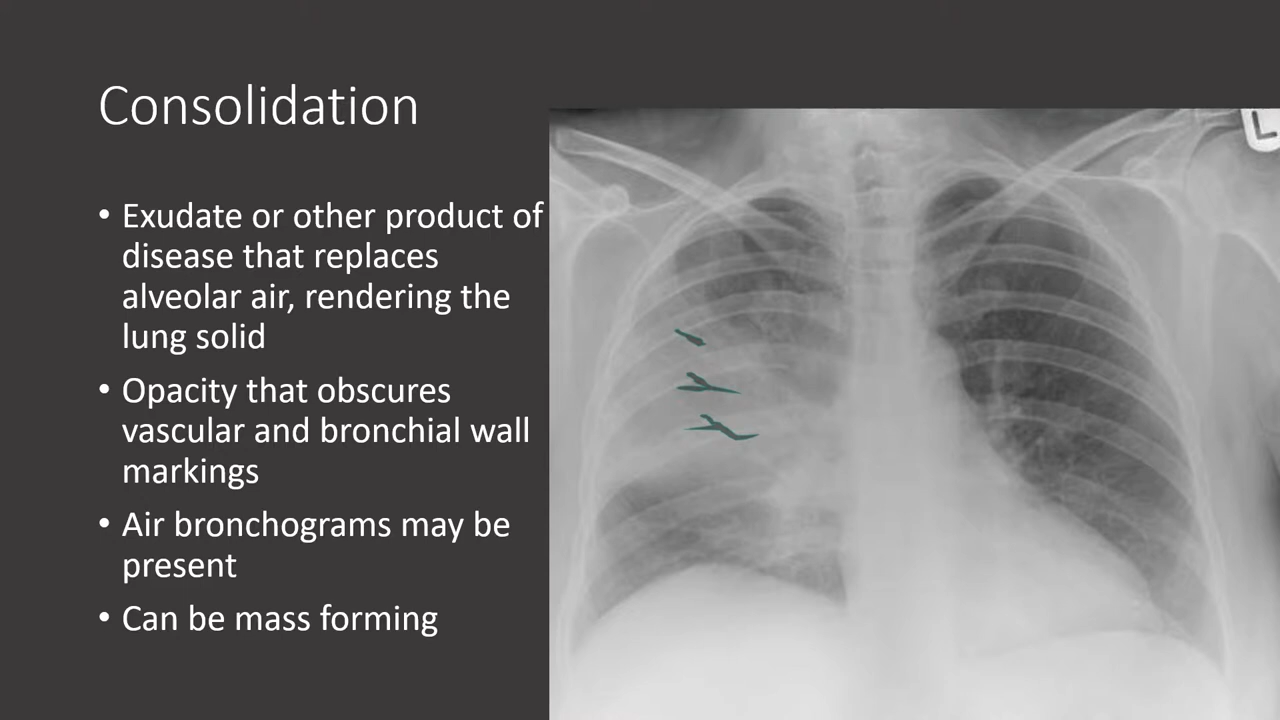 Consolidation
• Exudate or other product of
disease that replaces
alveolar air, rendering the
lung solid
• Opacity that obscures
vascular and bronchial wall
markings
• Air bronchograms may be
present
• Can be mass forming
L